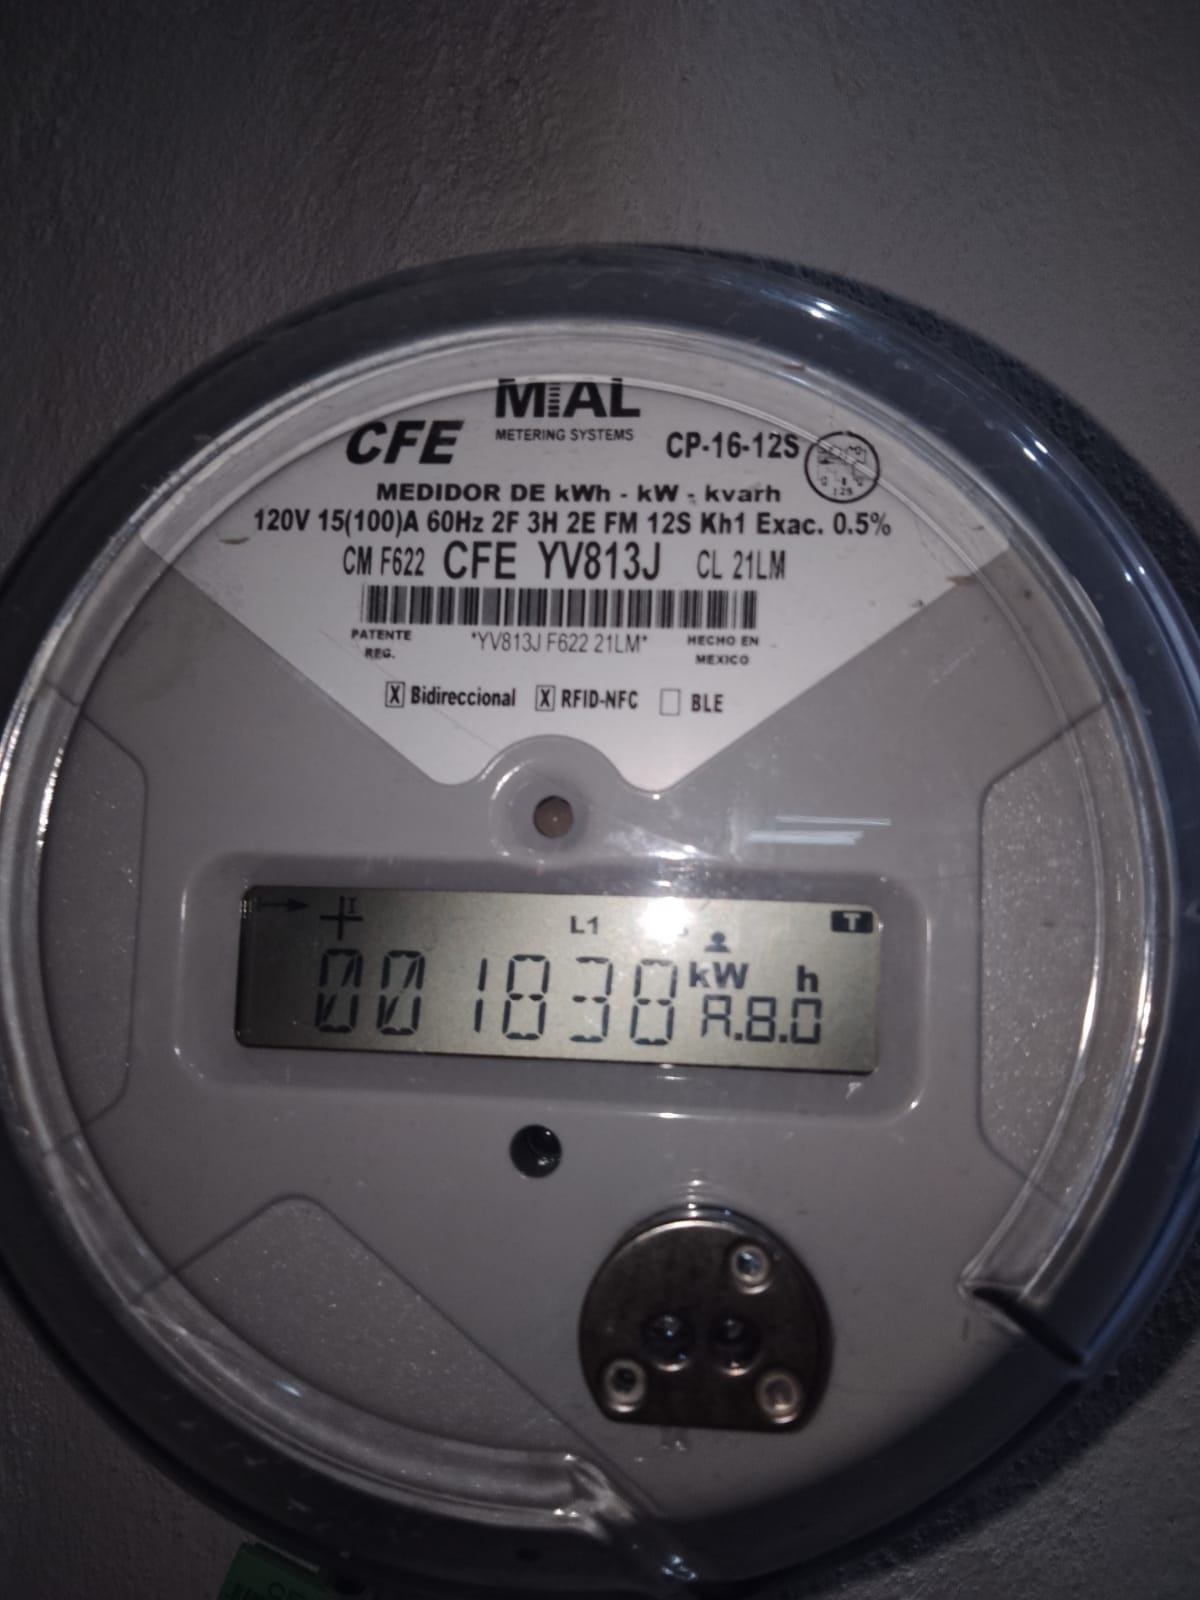 MIAL
METERING SYSTEMS
CFE
CP-16-12S
12S
MEDIDOR DE kWh - kW - kvarh
120V 15(100)A 60Hz 2F 3H 2E FM 12S Kh1 Exac. 0.5%
CM F622 CFE YV813J CL 21LM
PATENTE REG.
*YV813J F622 21LM*
HECHO EN MEXICO
X Bidireccional X RFID-NFC BLE
L1 T
001838 kW h
A.8.0